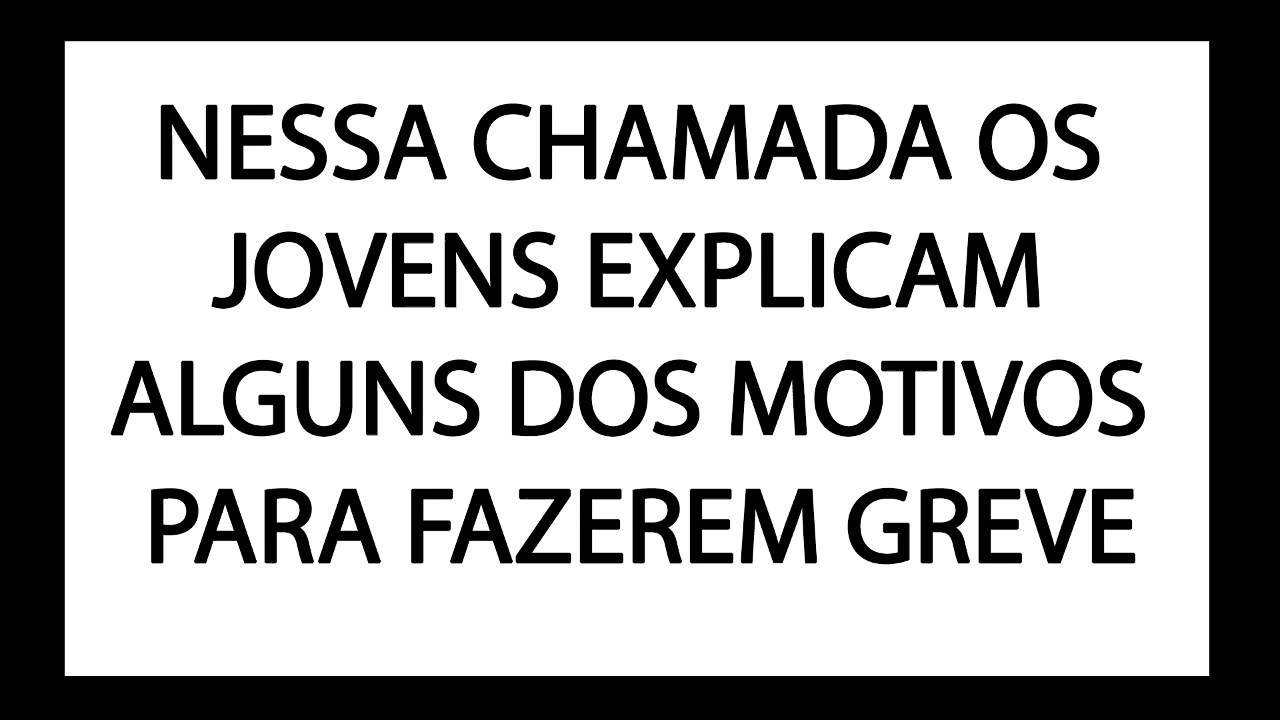 NESSA CHAMADA OS
JOVENS EXPLICAM
ALGUNS DOS MOTIVOS
PARA FAZEREM GREVE